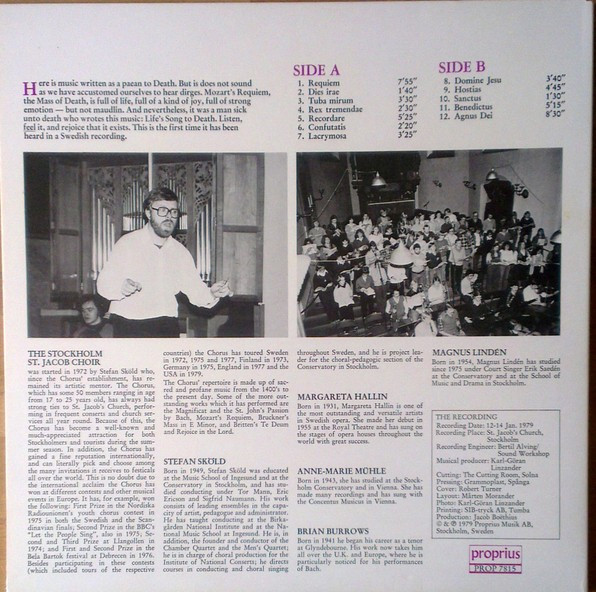 Here is music written as a paean to Death. But is does not sound
as we have accustomed ourselves to hear dirges. Mozart's Requiem,
the Mass of Death, is full of life, full of a kind of joy, full of strong
emotion — but not maudlin. And nevertheless, it was a man sick
unto death who wrote this music: Life's Song to Death. Listen,
feel it, and rejoice that it exists. This is the first time it has been
heard in a Swedish recording.
SIDE A
1. Requiem 7'55"
2. Dies irae 1'40"
3. Tuba mirum 3'30"
4. Rex tremendae 2'30"
5. Recordare 5'25"
6. Confutatis 2'20"
7. Lacrymosa 3'25"
SIDE B
8. Domine Jesu 3'40"
9. Hostias 4'45"
10. Sanctus 1'30"
11. Benedictus 5'15"
12. Agnus Dei 8'30"
THE STOCKHOLM
ST. JACOB CHOIR
was started in 1972 by Stefan Sköld who,
since the Chorus' establishment, has re-
mained its artistic mentor. The Chorus,
which has some 50 members ranging in age
from 17 to 25 years old, has always had
strong ties to St. Jacob's Church, perform-
ing in frequent concerts and church ser-
vices all year round. Because of this, the
Chorus has become a well-known and
much-appreciated attraction for both
Stockholmers and tourists during the sum-
mer season. In addition, the Chorus has
gained a fine reputation internationally,
and can literally pick and choose among
the many invitations it receives to festicals
all over the world. This is no doubt due to
the international acclaim the Chorus has
won at different contests and other musical
events in Europe. It has, for example, won
the following: First Prize in the Nordiska
Radiounionen's youth chorus contest in
1975 in both the Swedish and the Scan-
dinavian finals; Second Prize in the BBC's
"Let the People Sing", also in 1975; Se-
cond and Third Prize at Llangollen in
1974; and First and Second Prize in the
Bela Bartok festival at Debrecen in 1976.
Besides participating in these contests
(which included tours of the respective
countries) the Chorus has toured Sweden
in 1972, 1975 and 1977, Finland in 1973,
Germany in 1975, England in 1977 and the
USA in 1979.
The Chorus' repertoire is made up of sac-
red and profane music from the 1400's to
the present day. Some of the more out-
standing works which it has performed are
the Magnificat and the St. John's Passion
by Bach, Mozart's Requiem, Bruckner's
Mass in E Minor, and Britten's Te Deum
and Rejoice in the Lord.
STEFAN SKÖLD
Born in 1949, Stefan Sköld was educated
at the Music School of Ingesund and at the
Conservatory in Stockholm, and has stu-
died conducting under Tor Mann, Eric
Ericson and Sigfrid Naumann. His work
consists of leading ensembles in the capa-
city of artist, pedagogue and administrator.
He has taught conducting at the Birka-
gården National Institute and at the Na-
tional Music School at Ingesund. He is, in
addition, the founder and conductor of the
Chamber Quartet and the Men's Quartet;
he is in charge of choral production for the
Institute of National Concerts; he directs
courses in conducting and choral singing
throughout Sweden, and he is project lea-
der for the choral-pedagogic section of the
Conservatory in Stockholm.
MARGARETA HALLIN
Born in 1931, Margareta Hallin is one of
the most outstanding and versatile artists
in Swedish opera. She made her debut in
1955 at the Royal Theatre and has sung on
the stages of opera houses throughout the
world with great success.
ANNE-MARIE MÜHLE
Born in 1943, she has studied at the Stock-
holm Conservatory and in Vienna. She has
made many recordings and has sung with
the Concentus Musicus in Vienna.
BRIAN BURROWS
Born in 1941 he began his career as a tenor
at Glyndebourne. His work now takes him
all over the U.K. and Europe, where he is
particularly noticed for his performances
of Bach.
MAGNUS LINDÉN
Born in 1954, Magnus Lindén has studied
since 1975 under Court Singer Erik Saedén
at the Conservatory and at the School of
Music and Drama in Stockholm.
THE RECORDING
Recording Date: 12-14 Jan. 1979
Recording Place: St. Jacob's Church,
Stockholm
Recording Engineer: Bertil Alving/
Sound Workshop
Musical producer: Karl-Göran
Linzander
Cutting: The Cutting Room, Solna
Pressing: Grammoplast, Spånga
Cover: Robert Turner
Layout: Mårten Morander
Photo: Karl-Göran Linzander
Printing: SIB-tryck AB, Tumba
Production: Jacob Boëthius
© & ℗ 1979 Proprius Musik AB,
Stockholm, Sweden
proprius
PROP 7815